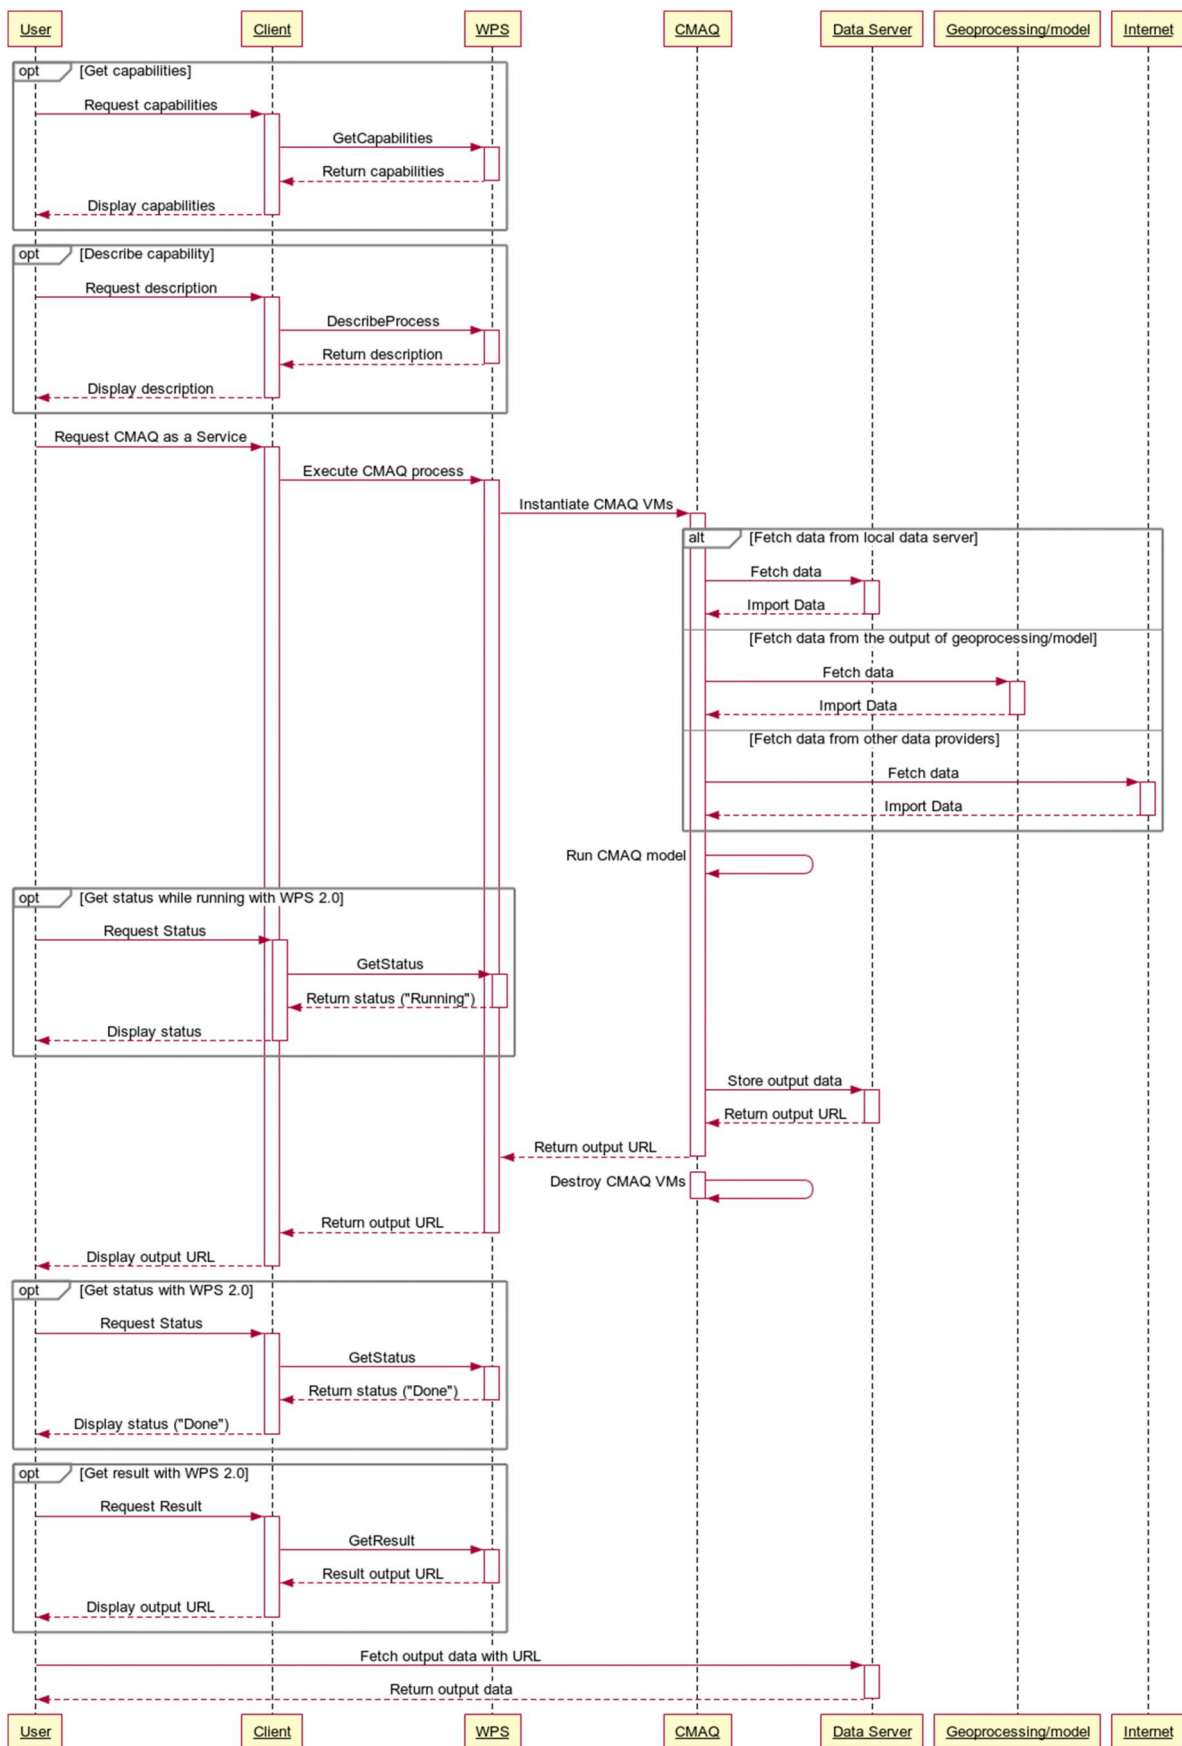 User Client WPS CMAQ Data Server Geoprocessing/model Internet
opt [Get capabilities]
Request capabilities
GetCapabilities
Return capabilities
Display capabilities
opt [Describe capability]
Request description
DescribeProcess
Return description
Display description
Request CMAQ as a Service
Execute CMAQ process
Instantiate CMAQ VMs
alt [Fetch data from local data server]
Fetch data
Import Data
[Fetch data from the output of geoprocessing/model]
Fetch data
Import Data
[Fetch data from other data providers]
Fetch data
Import Data
Run CMAQ model
opt [Get status while running with WPS 2.0]
Request Status
GetStatus
Return status ("Running")
Display status
Store output data
Return output URL
Return output URL
Destroy CMAQ VMs
Return output URL
Display output URL
opt [Get status with WPS 2.0]
Request Status
GetStatus
Return status ("Done")
Display status ("Done")
opt [Get result with WPS 2.0]
Request Result
GetResult
Result output URL
Display output URL
Fetch output data with URL
Return output data
User Client WPS CMAQ Data Server Geoprocessing/model Internet